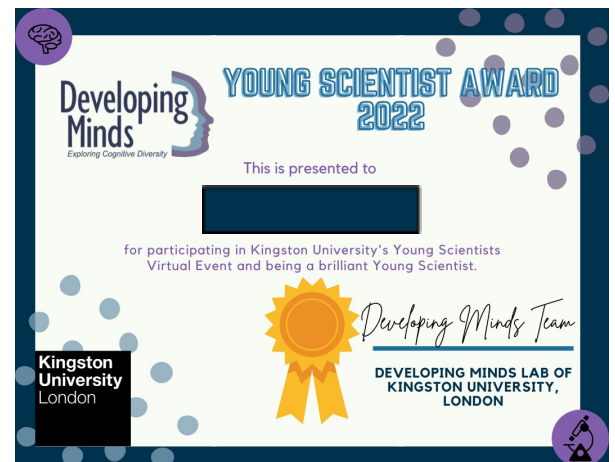 Developing
Minds
Exploring Cognitive Diversity
YOUNG SCIENTIST AWARD
2022
This is presented to
for participating in Kingston University's Young Scientists
Virtual Event and being a brilliant Young Scientist.
Developing Minds Team
DEVELOPING MINDS LAB OF
KINGSTON UNIVERSITY,
LONDON
Kingston
University
London